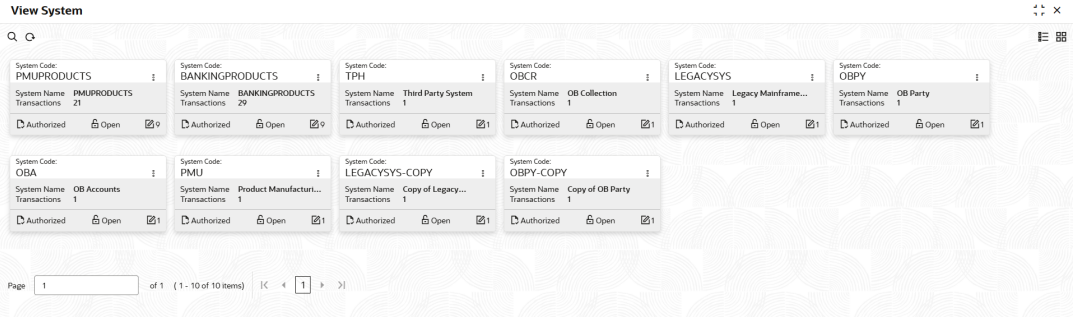 View System
System Code:
PMUPRODUCTS
System Name PMUPRODUCTS
Transactions 21
Authorized Open 9
System Code:
BANKINGPRODUCTS
System Name BANKINGPRODUCTS
Transactions 29
Authorized Open 9
System Code:
TPH
System Name Third Party System
Transactions 1
Authorized Open 1
System Code:
OBCR
System Name OB Collection
Transactions 1
Authorized Open 1
System Code:
LEGACYSYS
System Name Legacy Mainframe...
Transactions 1
Authorized Open 1
System Code:
OBPY
System Name OB Party
Transactions 1
Authorized Open 1
System Code:
OBA
System Name OB Accounts
Transactions 1
Authorized Open 1
System Code:
PMU
System Name Product Manufacturi...
Transactions 1
Authorized Open 1
System Code:
LEGACYSYS-COPY
System Name Copy of Legacy...
Transactions 1
Authorized Open 1
System Code:
OBPY-COPY
System Name Copy of OB Party
Transactions 1
Authorized Open 1
Page 1 of 1 (1 - 10 of 10 items) 1